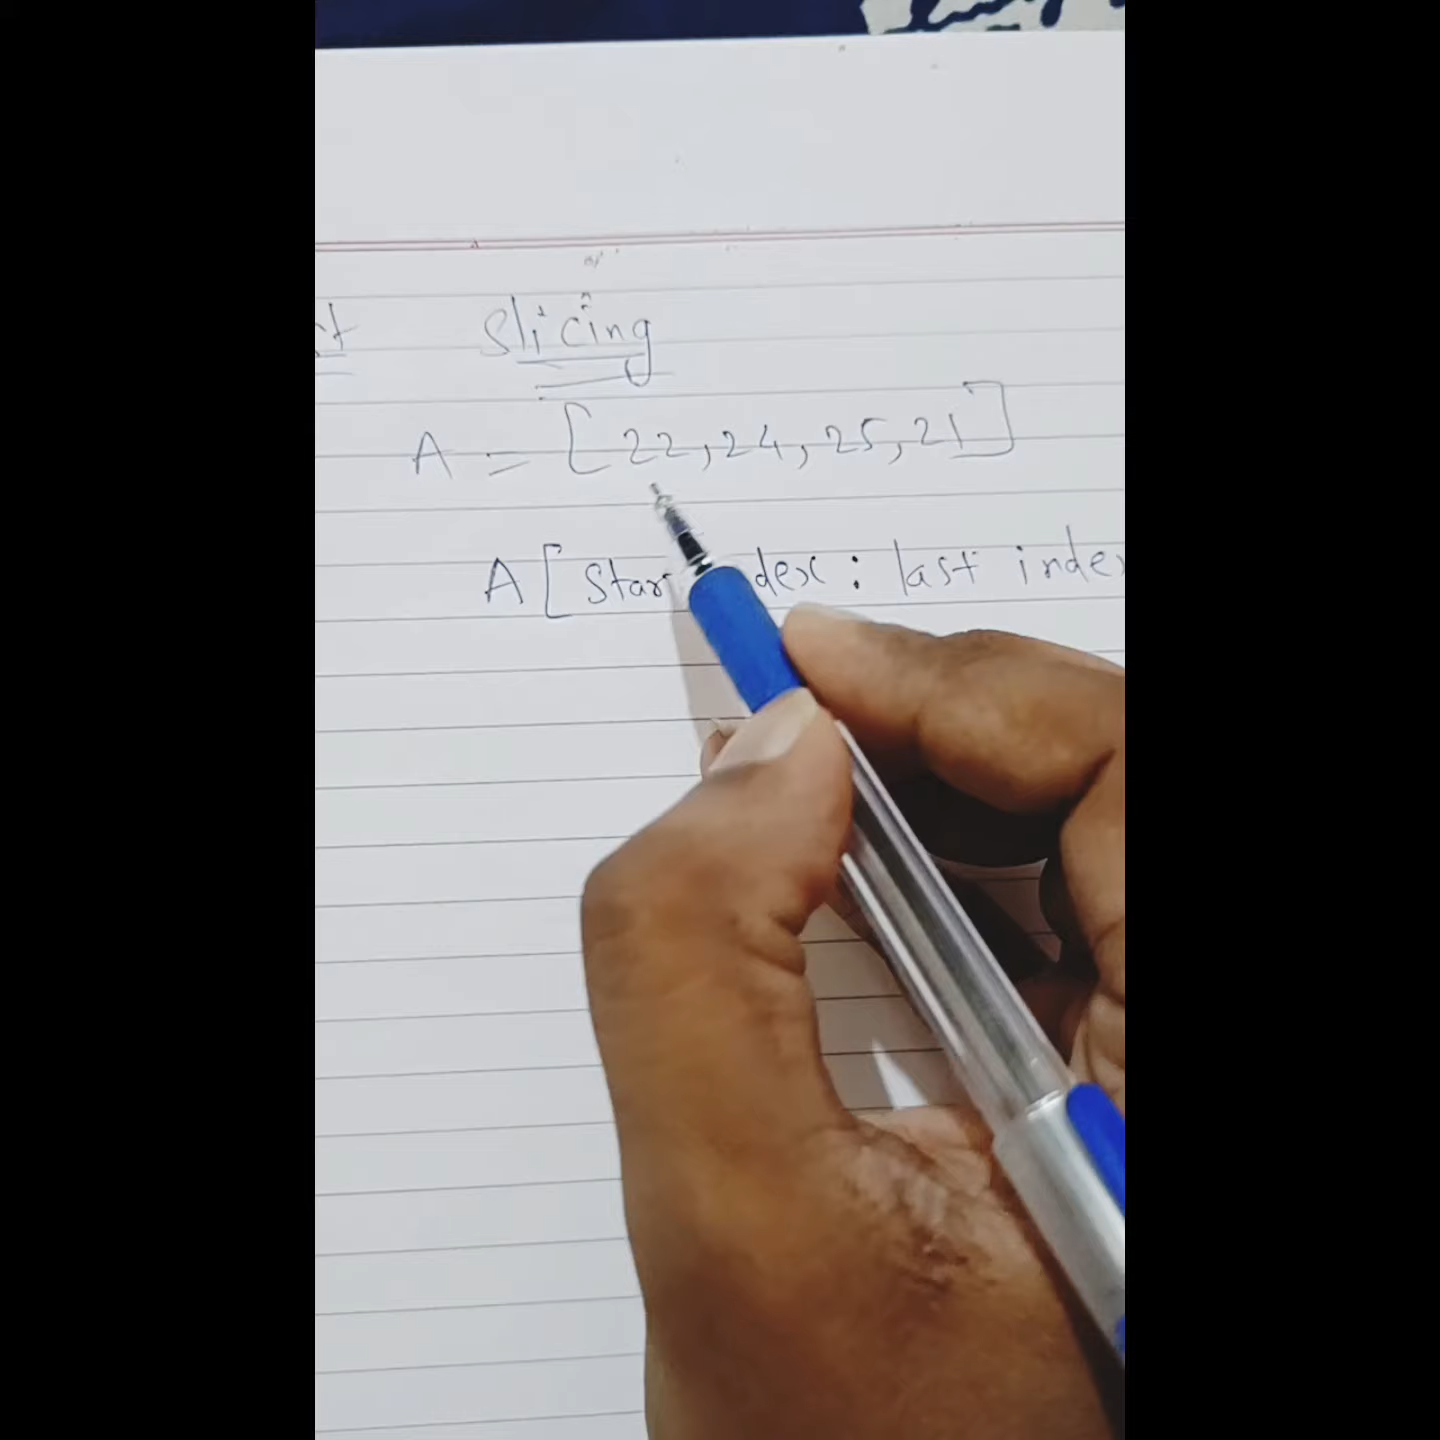 Slicing
A = [22,24,25,21]
A[ Star dex : last inde